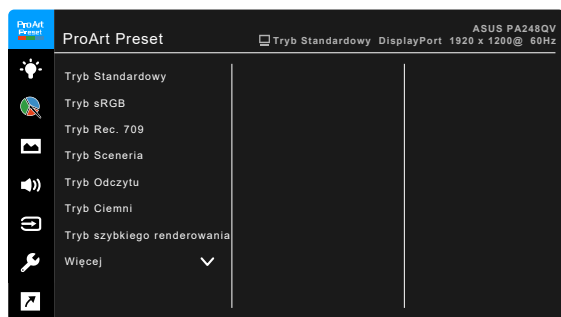 ProArt
Preset
ProArt Preset
ASUS PA248QV
Tryb Standardowy DisplayPort 1920 x 1200@ 60Hz
Tryb Standardowy
Tryb sRGB
Tryb Rec. 709
Tryb Sceneria
Tryb Odczytu
Tryb Ciemni
Tryb szybkiego renderowania
Więcej